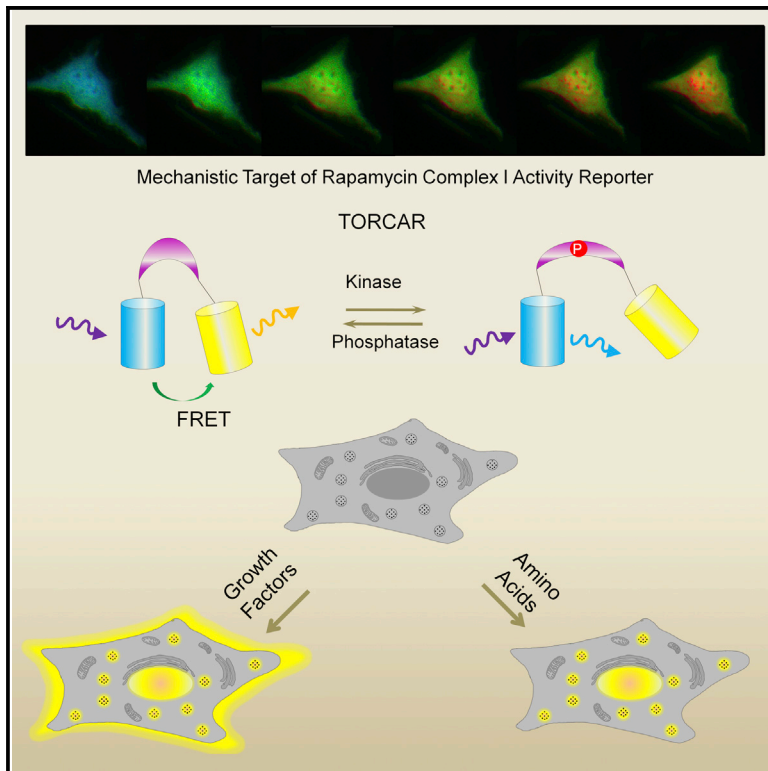 Mechanistic Target of Rapamycin Complex I Activity Reporter
TORCAR
Kinase
Phosphatase
P
FRET
Growth
Factors
Amino
Acids